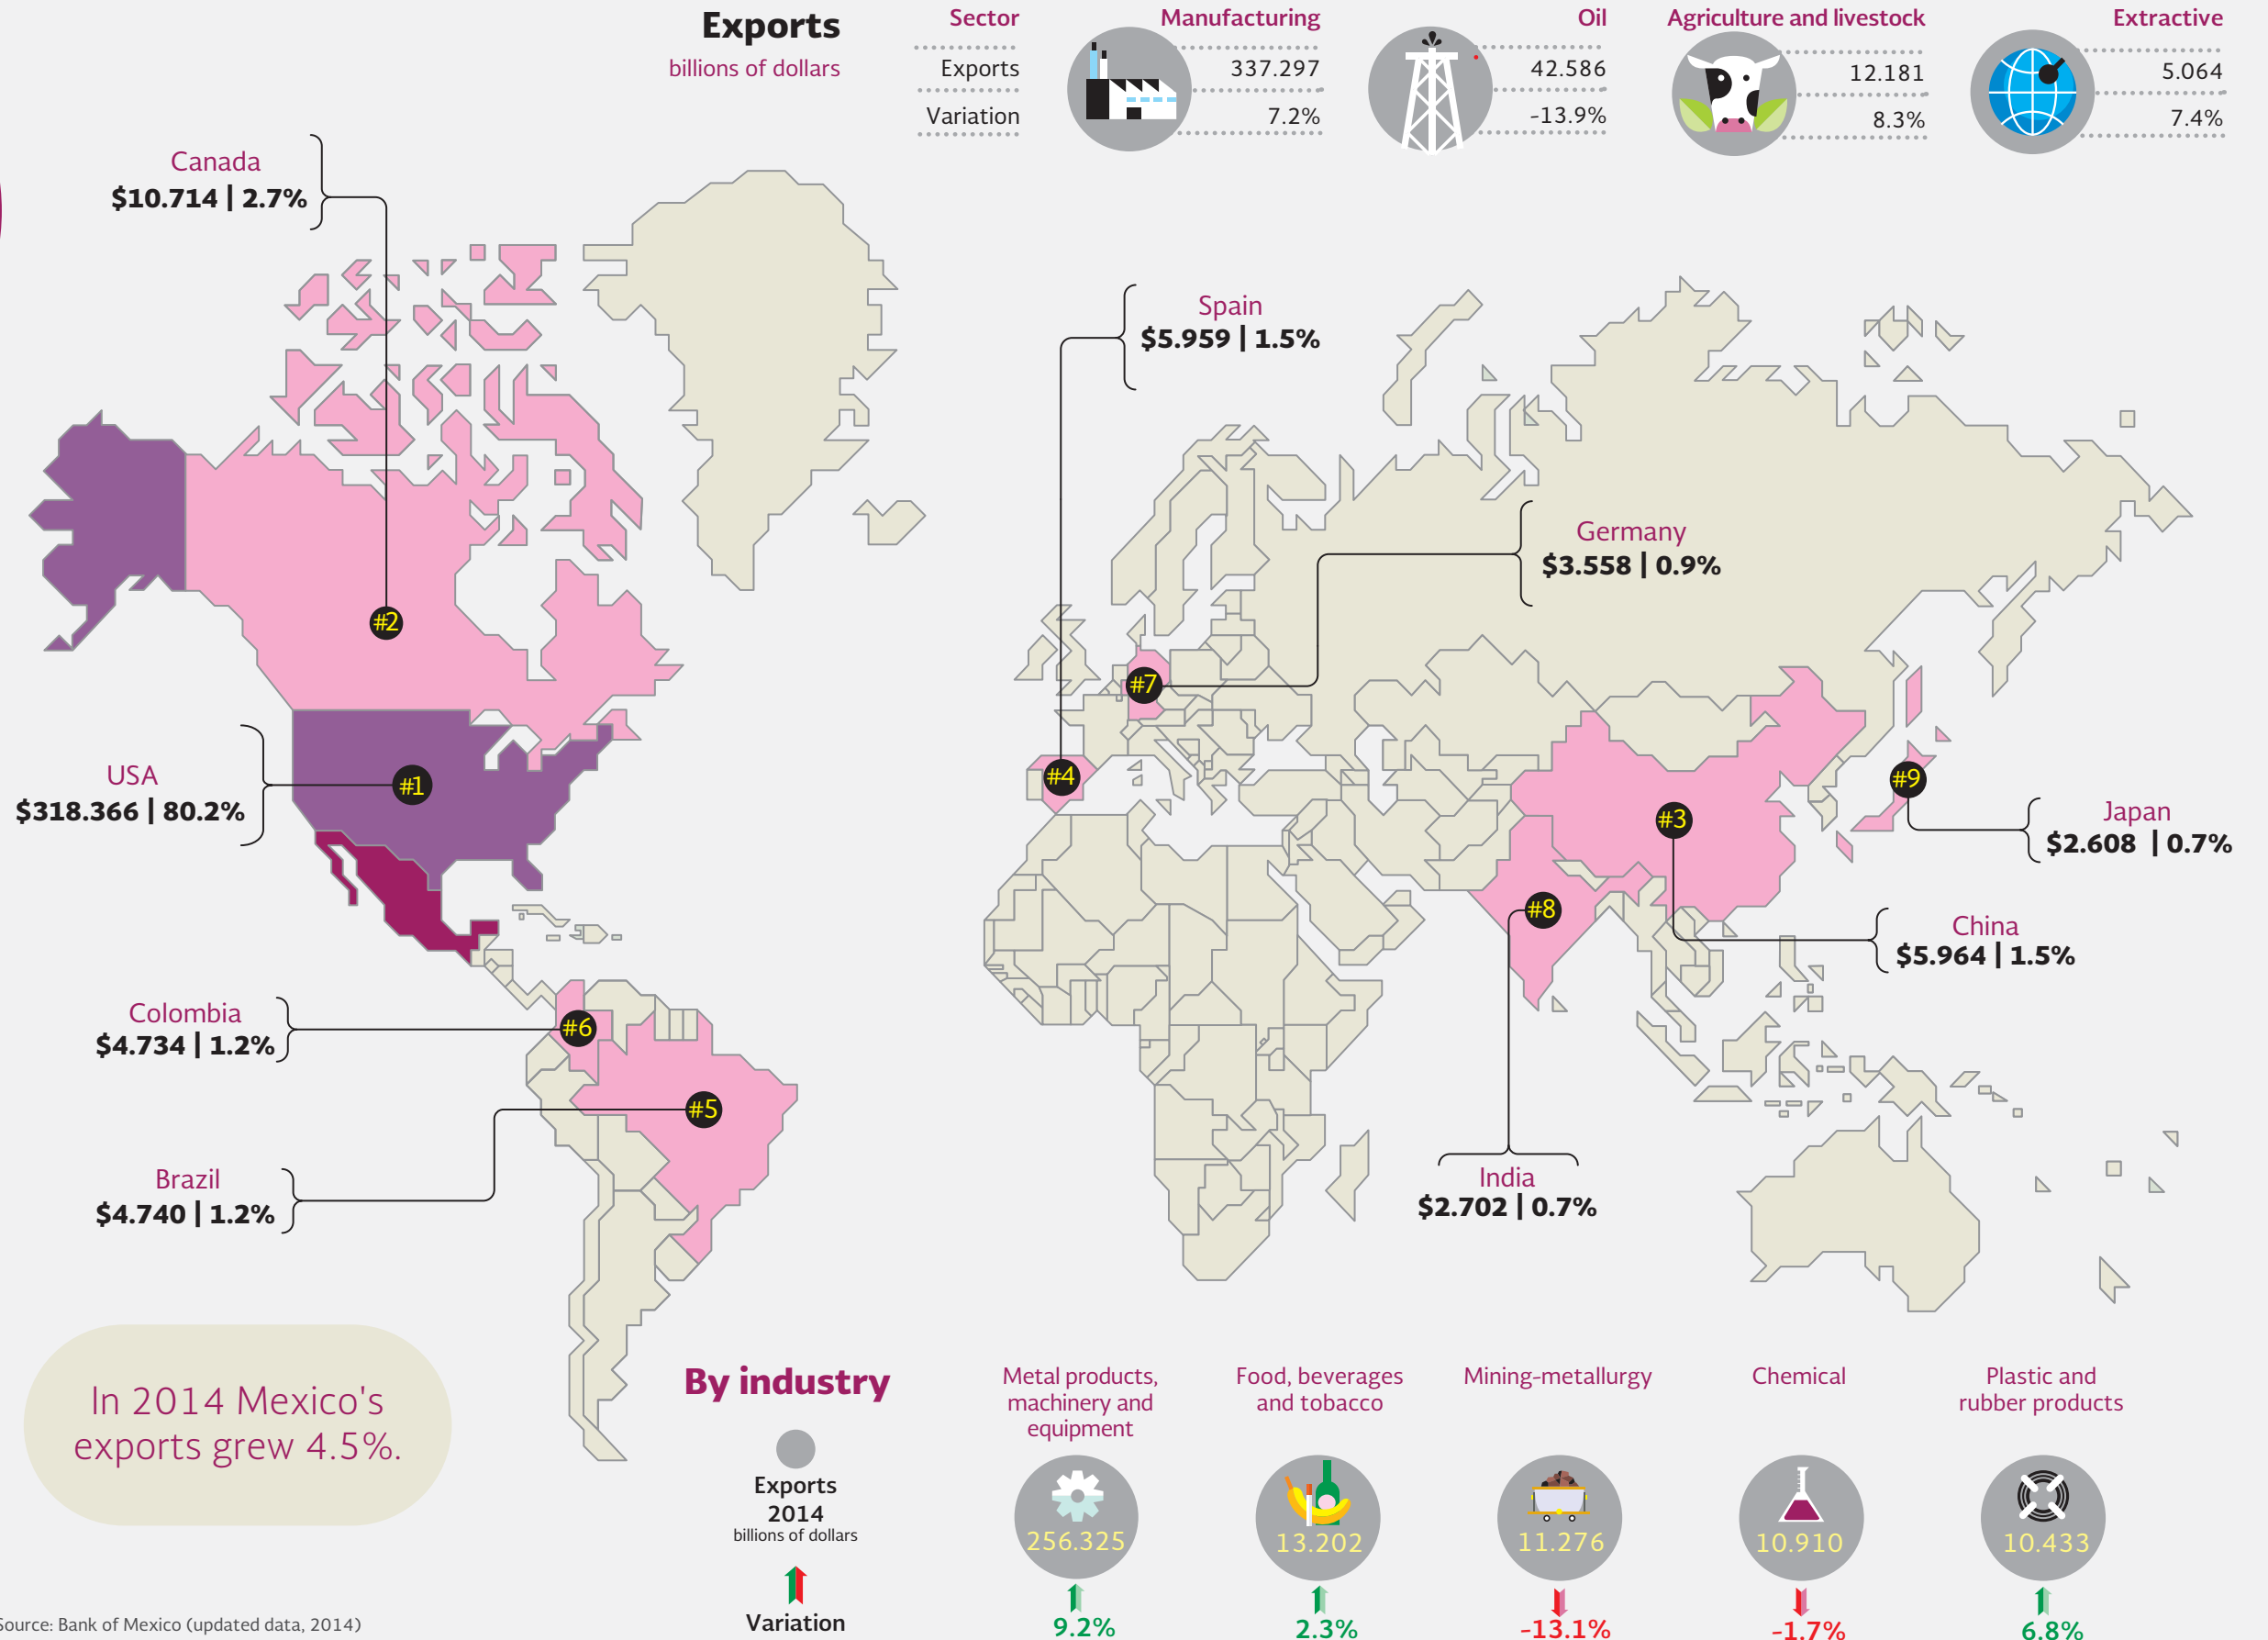 Exports
billions of dollars
Sector
Exports
Variation
Manufacturing
337.297
7.2%
Oil
42.586
-13.9%
Agriculture and livestock
12.181
8.3%
Extractive
5.064
7.4%
Canada
$10.714 | 2.7%
Spain
$5.959 | 1.5%
Germany
$3.558 | 0.9%
#2
#7
USA
$318.366 | 80.2%
#1
#4
#3
#9
Japan
$2.608 | 0.7%
#8
China
$5.964 | 1.5%
Colombia
$4.734 | 1.2%
#6
#5
Brazil
$4.740 | 1.2%
India
$2.702 | 0.7%
In 2014 Mexico's
exports grew 4.5%.
By industry
Exports
2014
billions of dollars
Variation
Metal products,
machinery and
equipment
256.325
9.2%
Food, beverages
and tobacco
13.202
2.3%
Mining-metallurgy
11.276
-13.1%
Chemical
10.910
-1.7%
Plastic and
rubber products
10.433
6.8%
Source: Bank of Mexico (updated data, 2014)